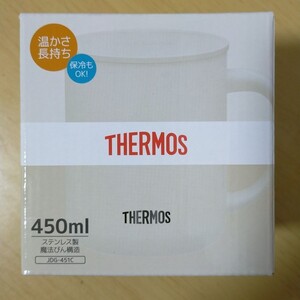 温かさ
長持ち
保冷も
OK!
THERMOS
THERMOS
450ml
ステンレス製
魔法びん構造
JDG-451C